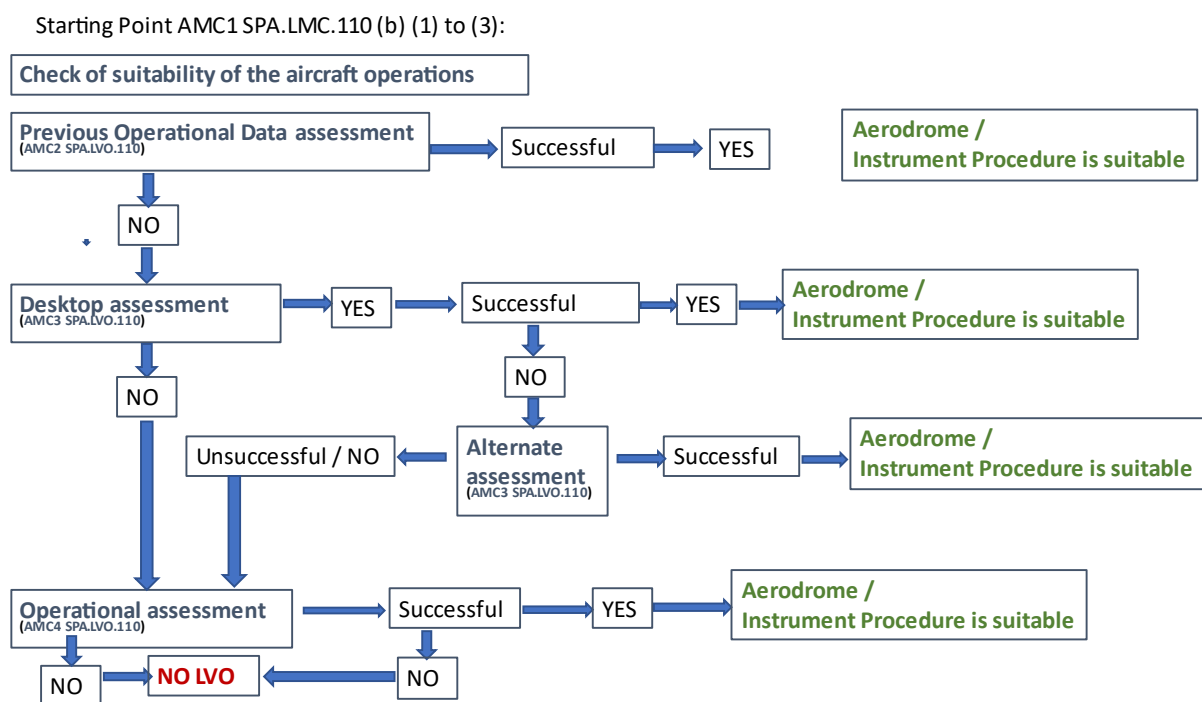 Starting Point AMC1 SPA.LMC.110 (b) (1) to (3):
Check of suitability of the aircraft operations
Previous Operational Data assessment
(AMC2 SPA.LVO.110)
Successful
YES
Aerodrome /
Instrument Procedure is suitable
NO
Desktop assessment
(AMC3 SPA.LVO.110)
YES
Successful
YES
Aerodrome /
Instrument Procedure is suitable
NO
NO
Unsuccessful / NO
Alternate
assessment
(AMC3 SPA.LVO.110)
Successful
Aerodrome /
Instrument Procedure is suitable
Operational assessment
(AMC4 SPA.LVO.110)
Successful
YES
Aerodrome /
Instrument Procedure is suitable
NO
NO LVO
NO